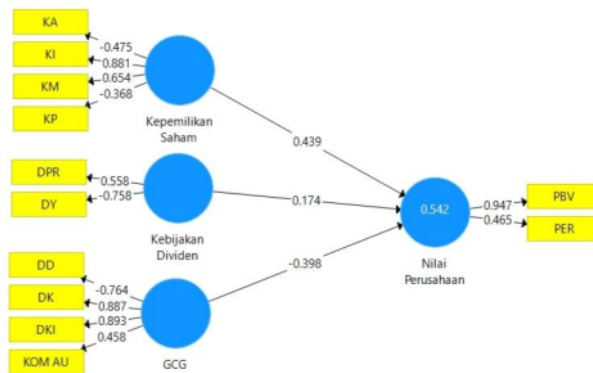 KA
-0.475
KI
0.881
KM
0.654
KP
-0.368
Kepemilikan
Saham
0.439
DPR
0.558
DY
-0.758
Kebijakan
Dividen
0.174
0.542
Nilai
Perusahaan
0.947
PBV
0.465
PER
DD
-0.764
DK
0.887
DKI
0.893
KOM AU
0.458
GCG
-0.398